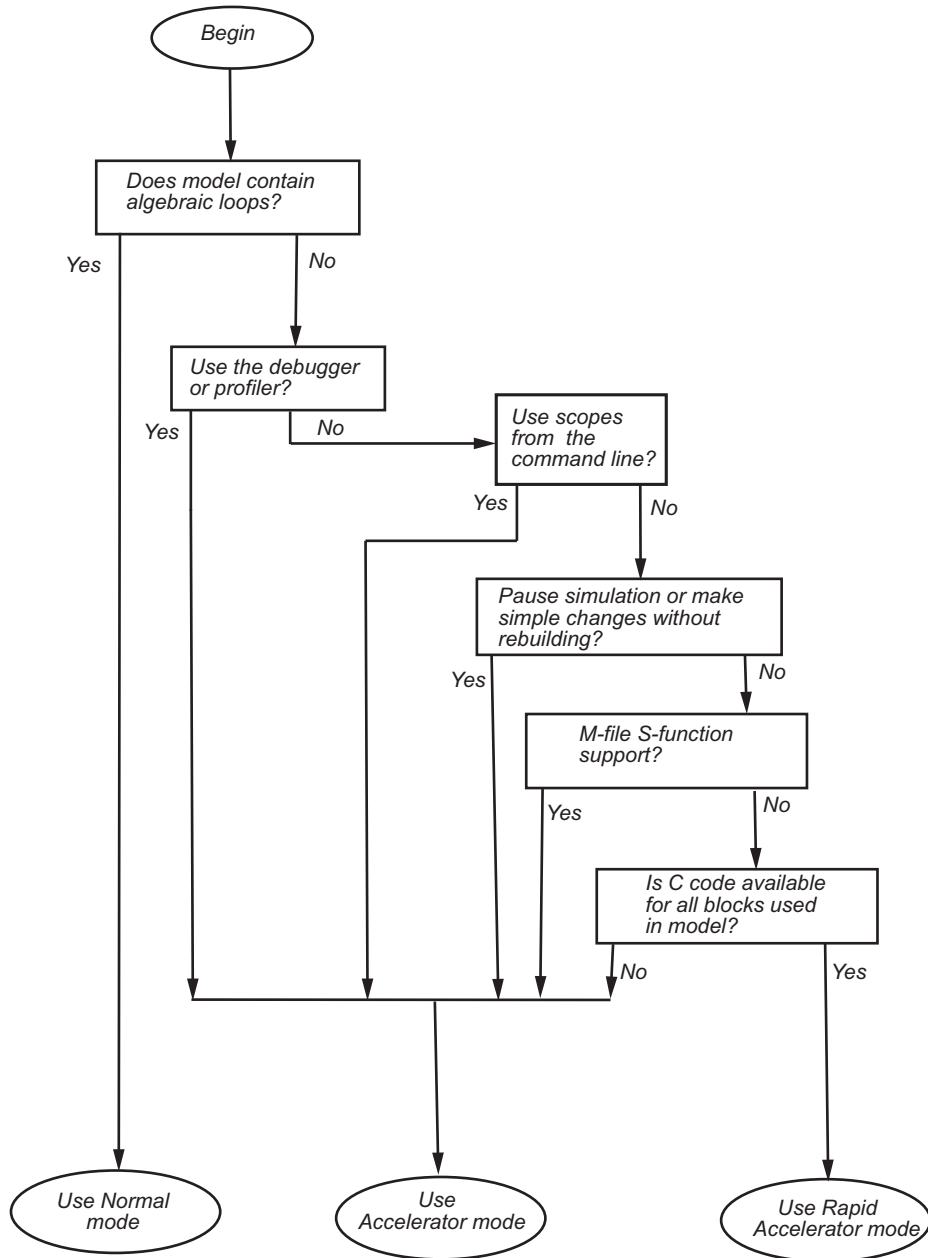 Begin
Does model contain
algebraic loops?
Yes
No
Use the debugger
or profiler?
Yes
No
Use scopes
from the
command line?
Yes
No
Pause simulation or make
simple changes without
rebuilding?
Yes
No
M-file S-function
support?
Yes
No
Is C code available
for all blocks used
in model?
No
Yes
Use Normal
mode
Use
Accelerator mode
Use Rapid
Accelerator mode